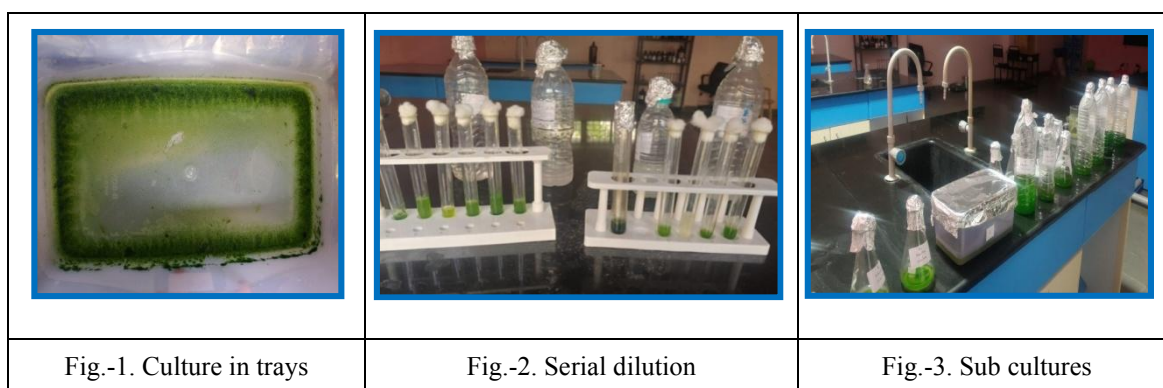 Fig.-1. Culture in trays
Fig.-2. Serial dilution
Fig.-3. Sub cultures